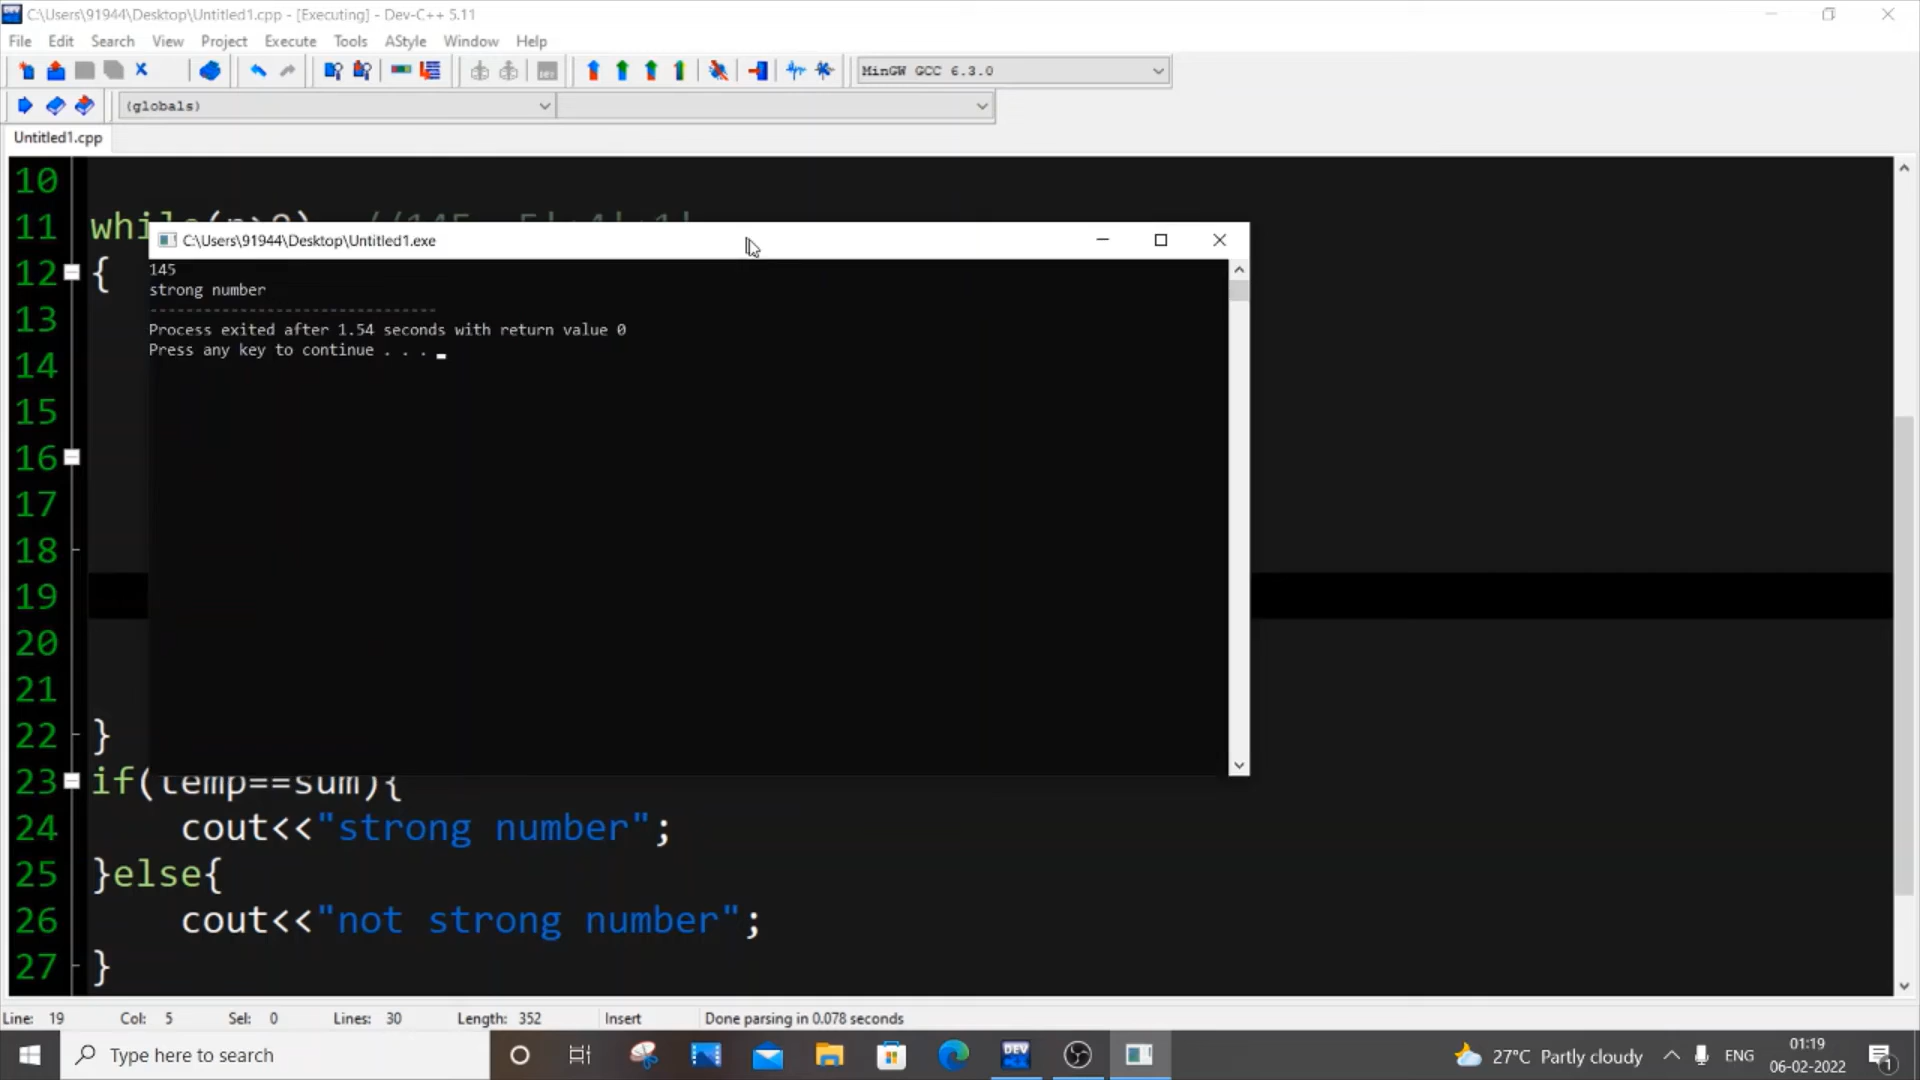 C:\Users\91944\Desktop\Untitled1.cpp - [Executing] - Dev-C++ 5.11
File Edit Search View Project Execute Tools AStyle Window Help
MinGW GCC 6.3.0
(globals)
Untitled1.cpp
10
11
12 {
13
14
15
16
17
18
19
20
21
22 }
23 if(temp==sum){
24 cout<<"strong number";
25 }else{
26 cout<<"not strong number";
27 }
C:\Users\91944\Desktop\Untitled1.exe
145
strong number
--------------------------------
Process exited after 1.54 seconds with return value 0
Press any key to continue . . .
Line: 19 Col: 5 Sel: 0 Lines: 30 Length: 352 Insert Done parsing in 0.078 seconds
Type here to search
DEV
27°C Partly cloudy
ENG
01:19
06-02-2022
1